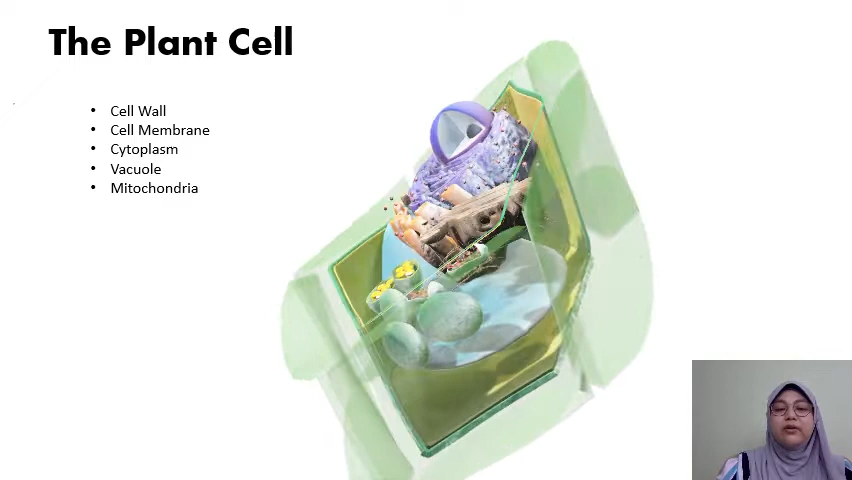 The Plant Cell
• Cell Wall
• Cell Membrane
• Cytoplasm
• Vacuole
• Mitochondria